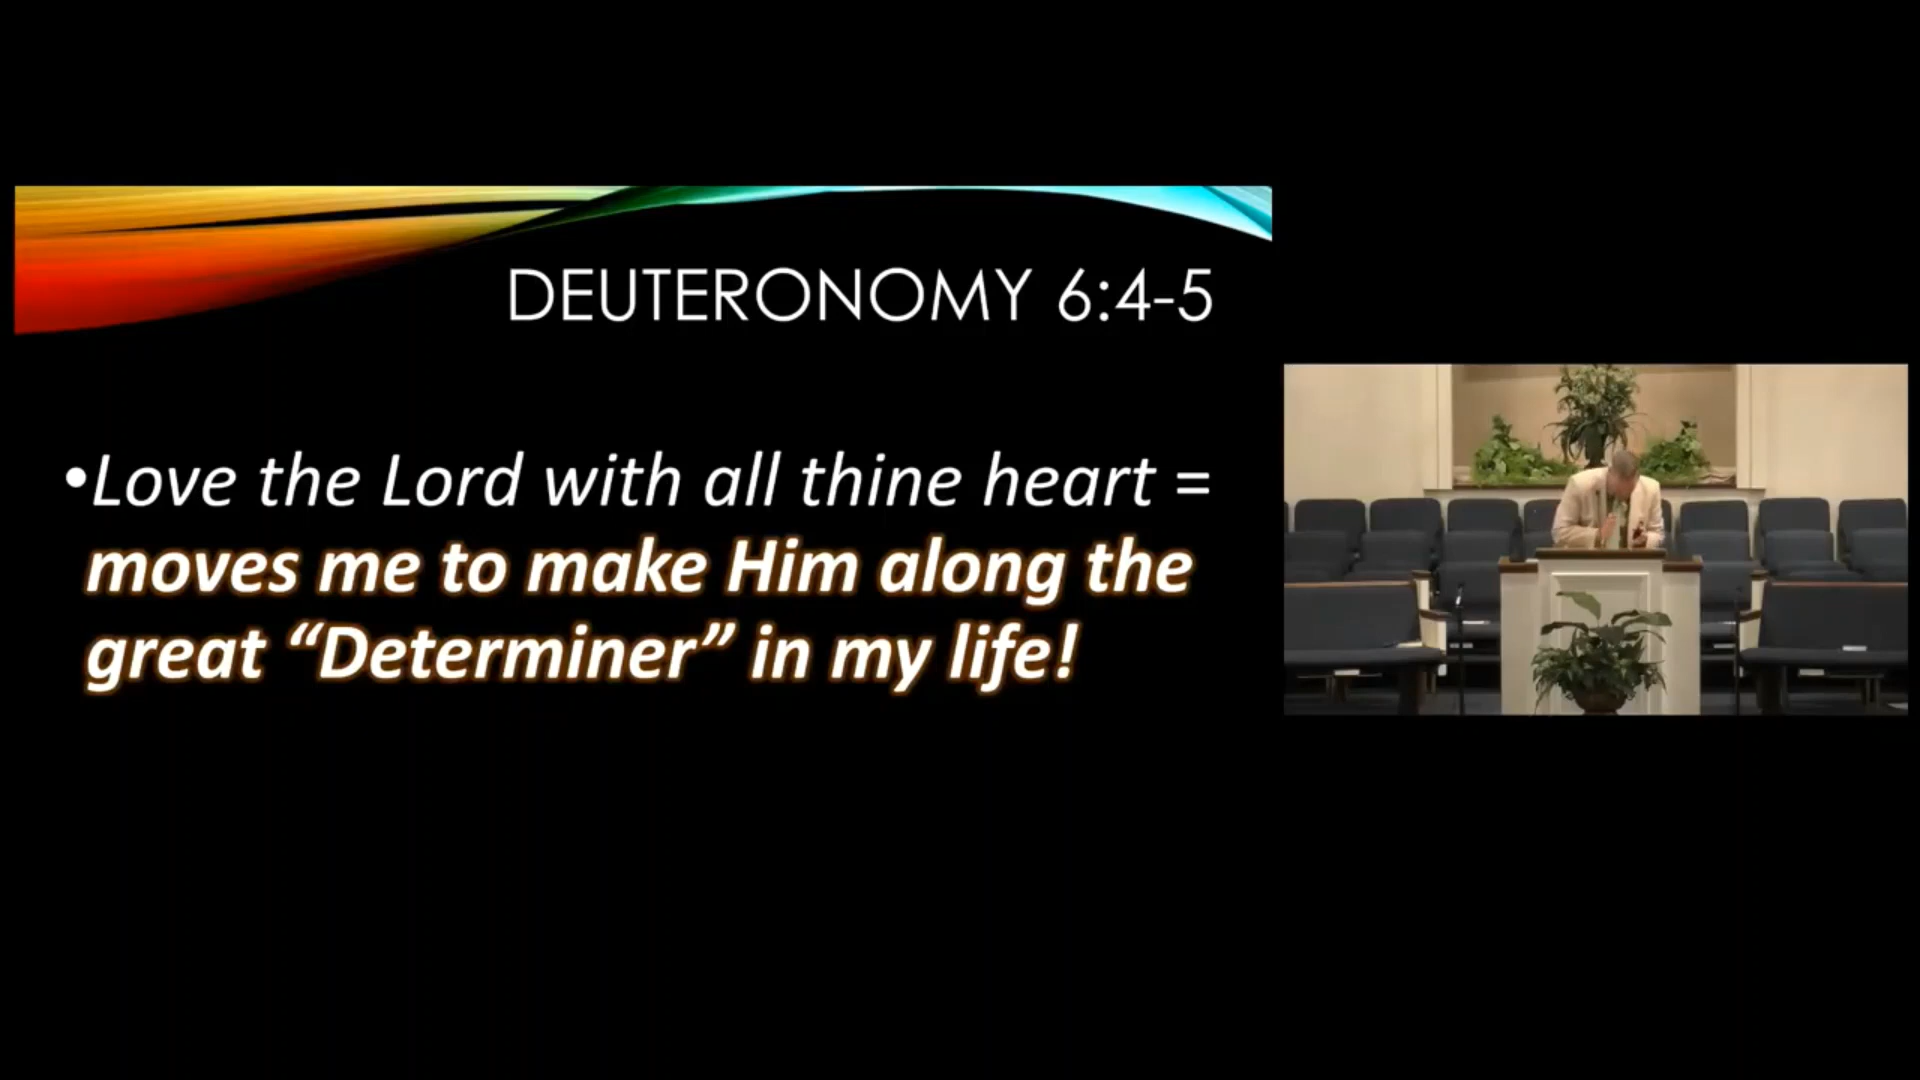 DEUTERONOMY 6:4-5
•Love the Lord with all thine heart =
moves me to make Him along the
great “Determiner” in my life!